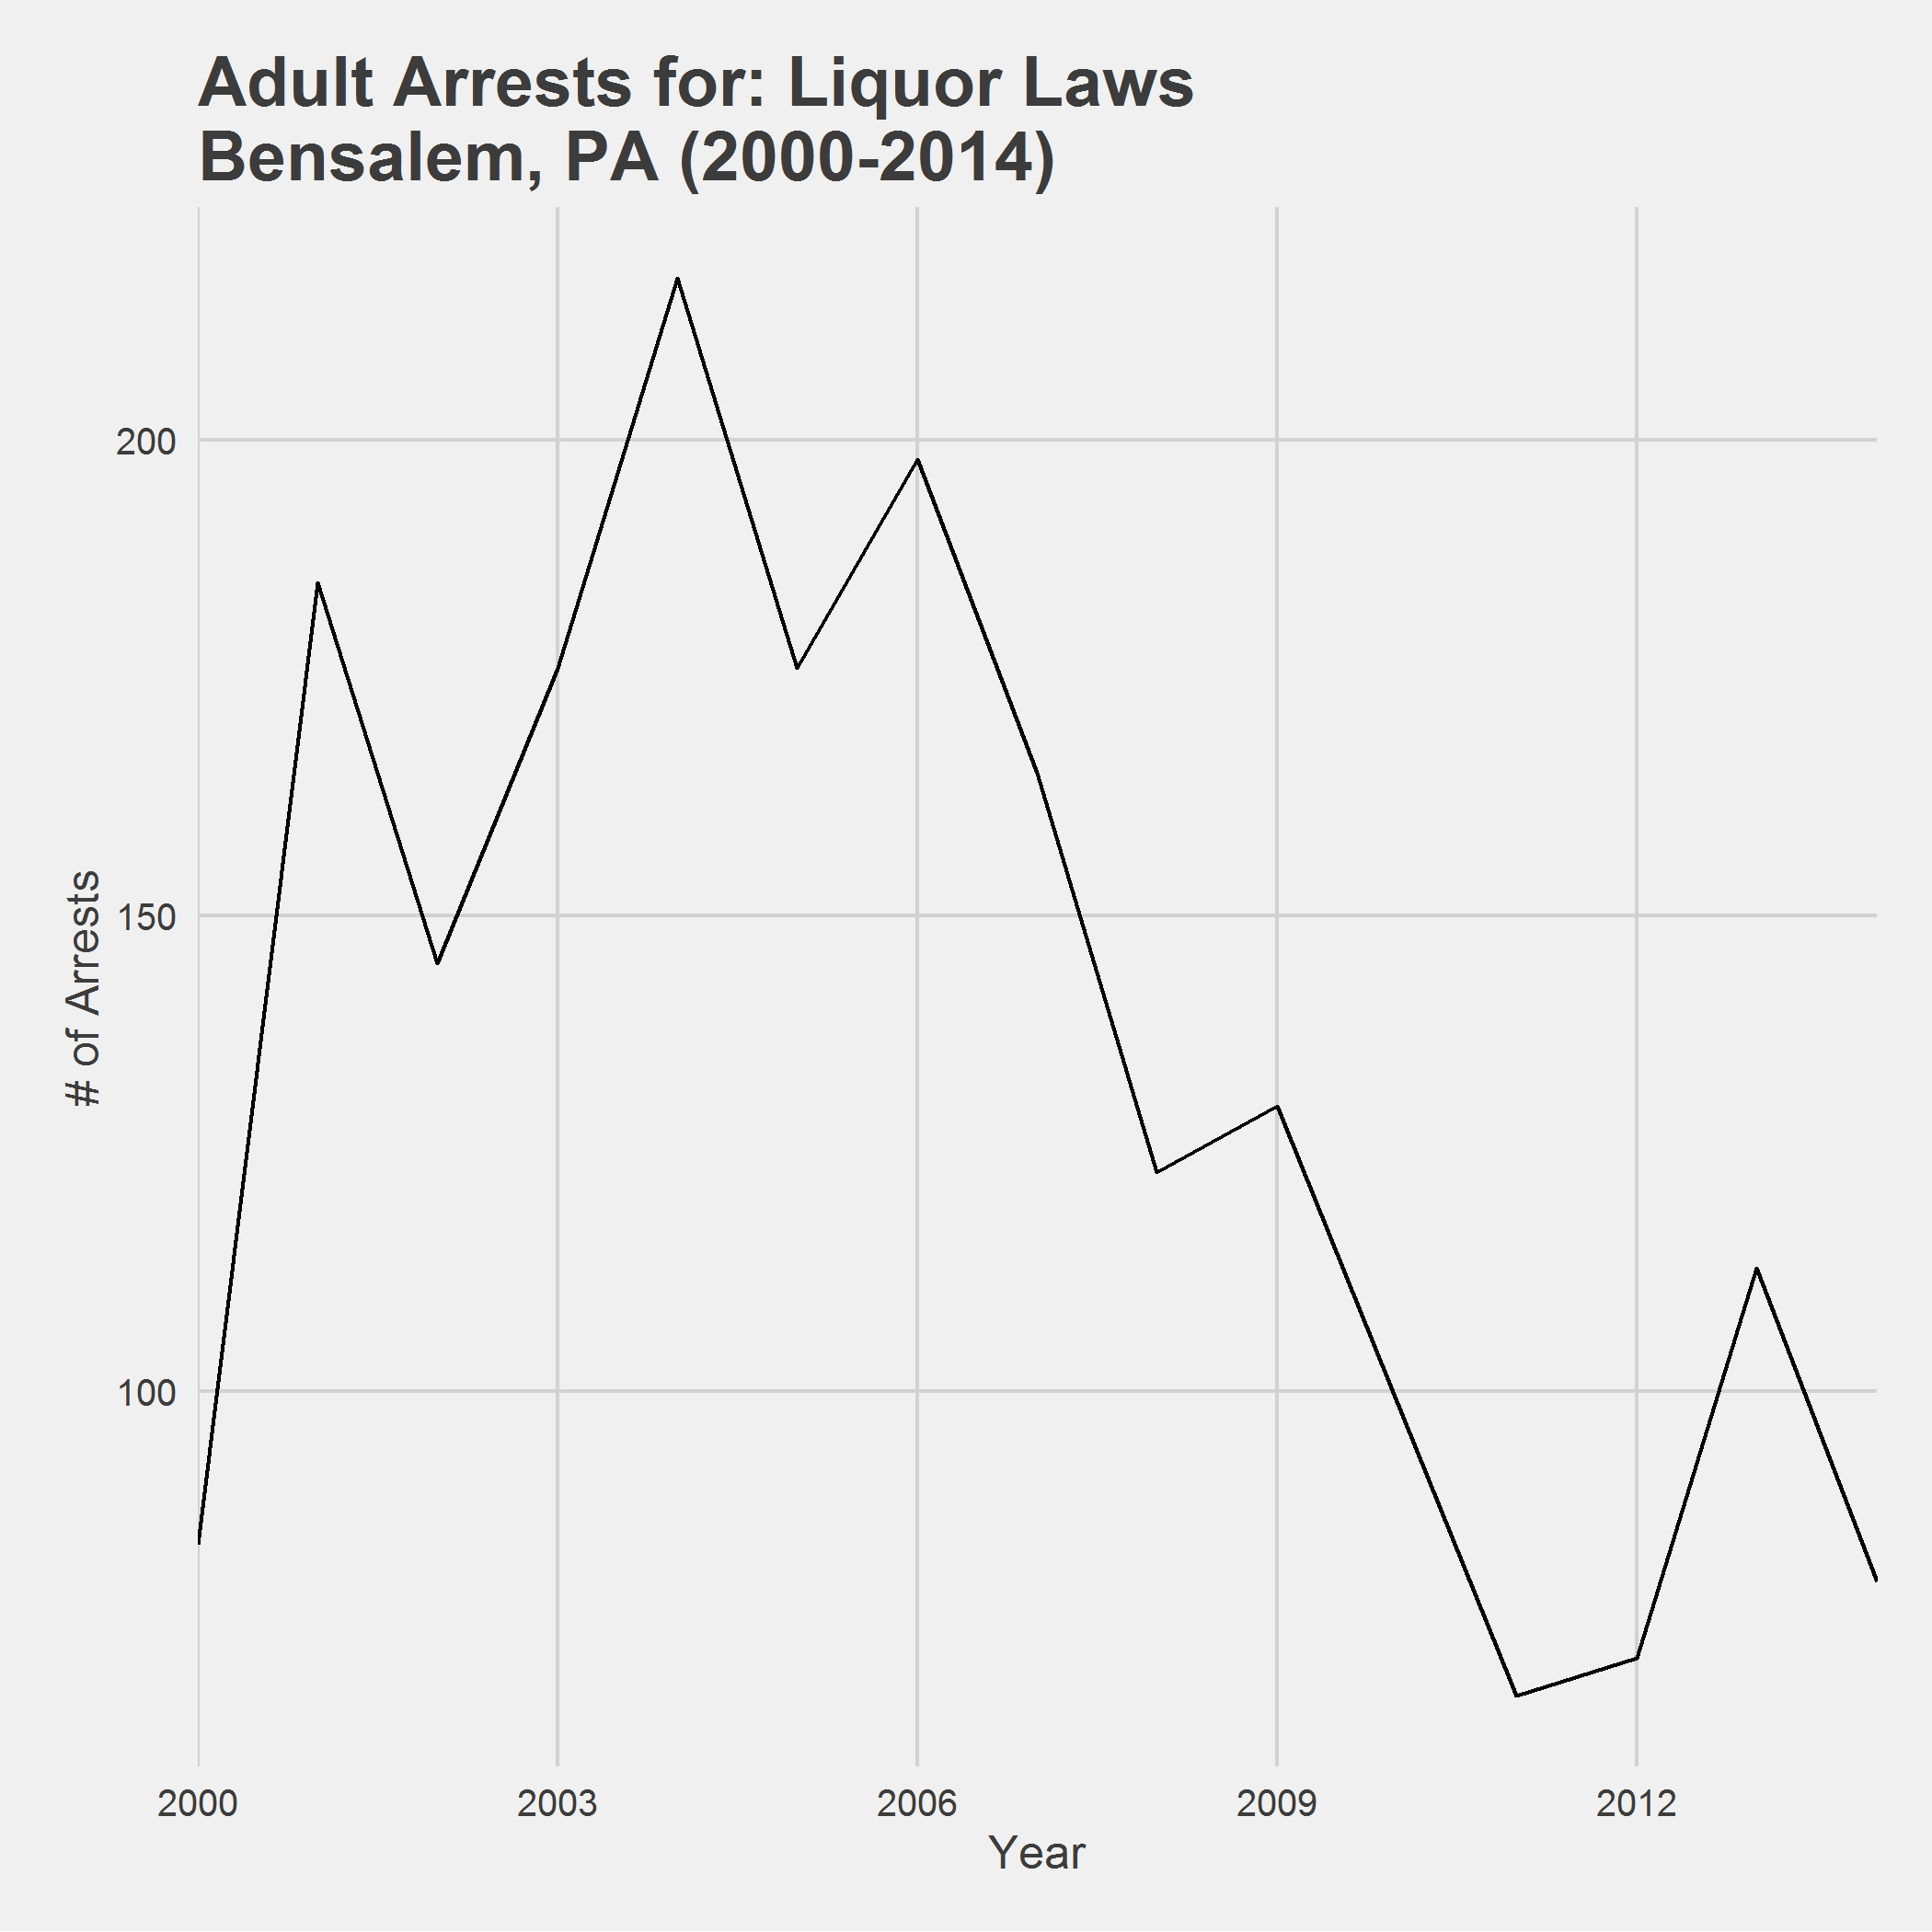 Adult Arrests for: Liquor Laws
Bensalem, PA (2000-2014)
# of Arrests
200
150
100
2000
2003
2006
2009
2012
Year